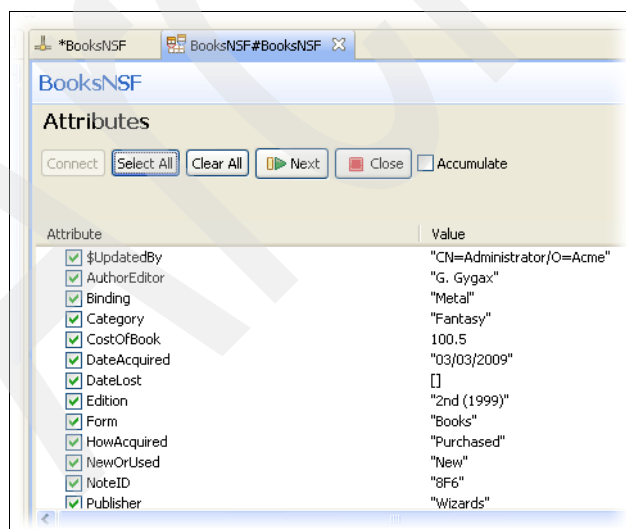 *BooksNSF BooksNSF#BooksNSF
BooksNSF
Attributes
Connect Select All Clear All Next Close Accumulate
Attribute Value
$UpdatedBy "CN=Administrator/O=Acme"
AuthorEditor "G. Gygax"
Binding "Metal"
Category "Fantasy"
CostOfBook 100.5
DateAcquired "03/03/2009"
DateLost []
Edition "2nd (1999)"
Form "Books"
HowAcquired "Purchased"
NewOrUsed "New"
NoteID "8F6"
Publisher "Wizards"